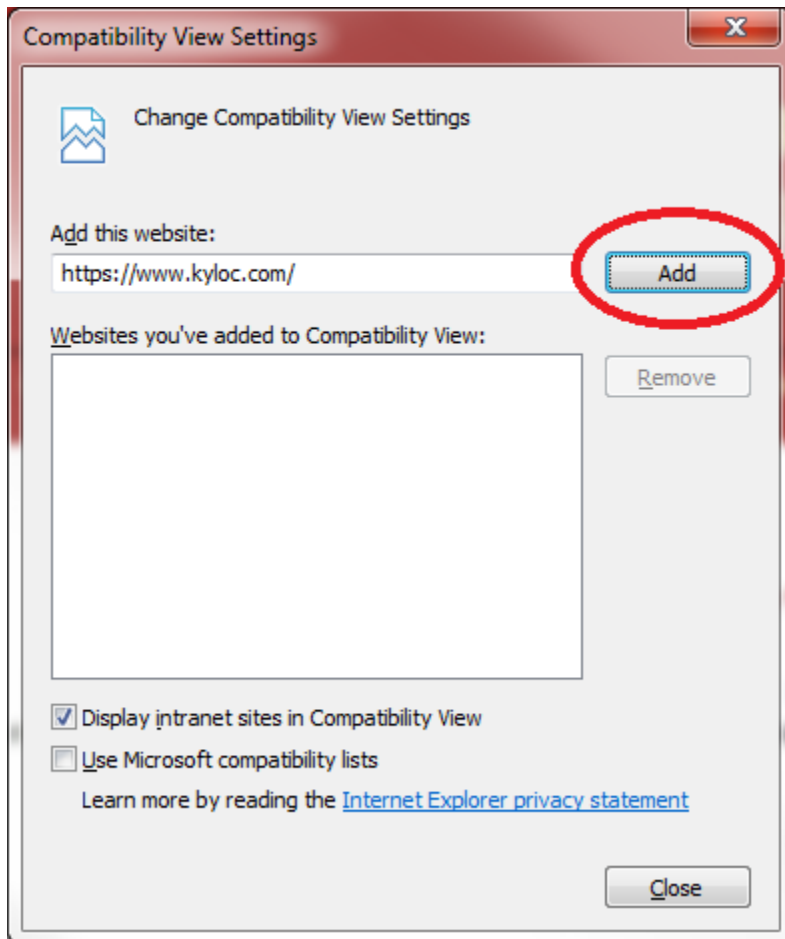 Compatibility View Settings
Change Compatibility View Settings
Add this website:
https://www.kyloc.com/
Add
Websites you've added to Compatibility View:
Remove
Display intranet sites in Compatibility View
Use Microsoft compatibility lists
Learn more by reading the Internet Explorer privacy statement
Close